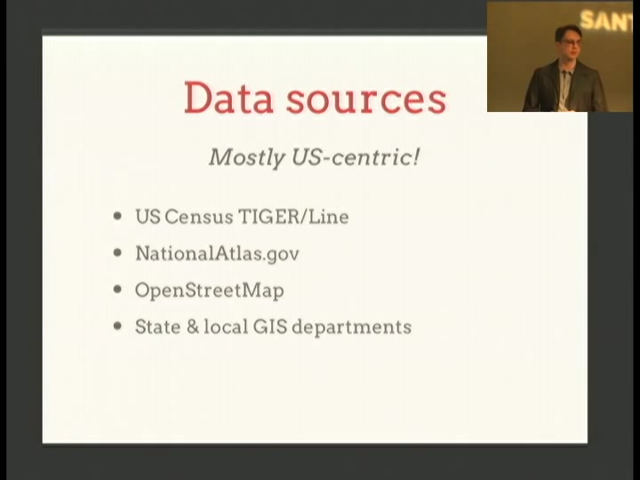 SANT
Data sources
Mostly US-centric!
US Census TIGER/Line
NationalAtlas.gov
OpenStreetMap
State & local GIS departments